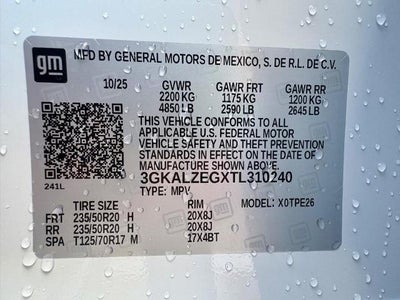 gm MFD BY GENERAL MOTORS DE MEXICO, S. DE R.L. DE C.V.
10/25 GVWR GAWR FRT GAWR RR
2200 KG 1175 KG 1200 KG
4850 LB 2590 LB 2645 LB
THIS VEHICLE CONFORMS TO ALL
APPLICABLE U.S. FEDERAL MOTOR
VEHICLE SAFETY AND THEFT PREVENTION
STANDARDS IN EFFECT ON THE DATE OF
MANUFACTURE SHOWN ABOVE.
3GKALZEGXTL310240
241L TYPE: MPV
TIRE SIZE RIM MODEL: X0TPE26
FRT 235/50R20 H 20X8J
RR 235/50R20 H 20X8J
SPA T125/70R17 M 17X4BT